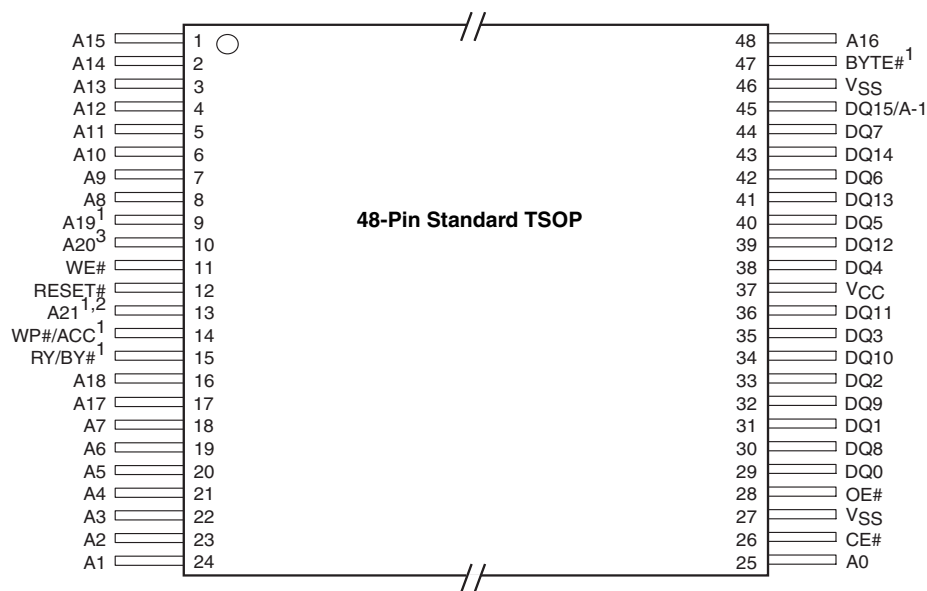 A15 1 48 A16
A14 2 47 BYTE#1
A13 3 46 VSS
A12 4 45 DQ15/A-1
A11 5 44 DQ7
A10 6 43 DQ14
A9 7 42 DQ6
A8 8 41 DQ13
A191 9 48-Pin Standard TSOP 40 DQ5
A203 10 39 DQ12
WE# 11 38 DQ4
RESET# 12 37 VCC
A211,2 13 36 DQ11
WP#/ACC1 14 35 DQ3
RY/BY#1 15 34 DQ10
A18 16 33 DQ2
A17 17 32 DQ9
A7 18 31 DQ1
A6 19 30 DQ8
A5 20 29 DQ0
A4 21 28 OE#
A3 22 27 VSS
A2 23 26 CE#
A1 24 25 A0